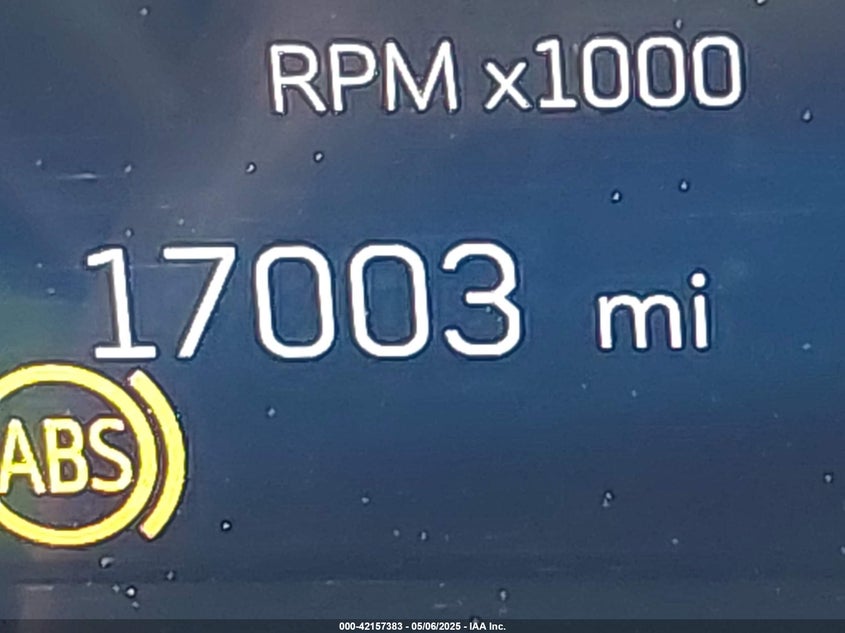 RPM x1000
17003 mi
ABS
000-42157383 - 05/06/2025 - IAA Inc.